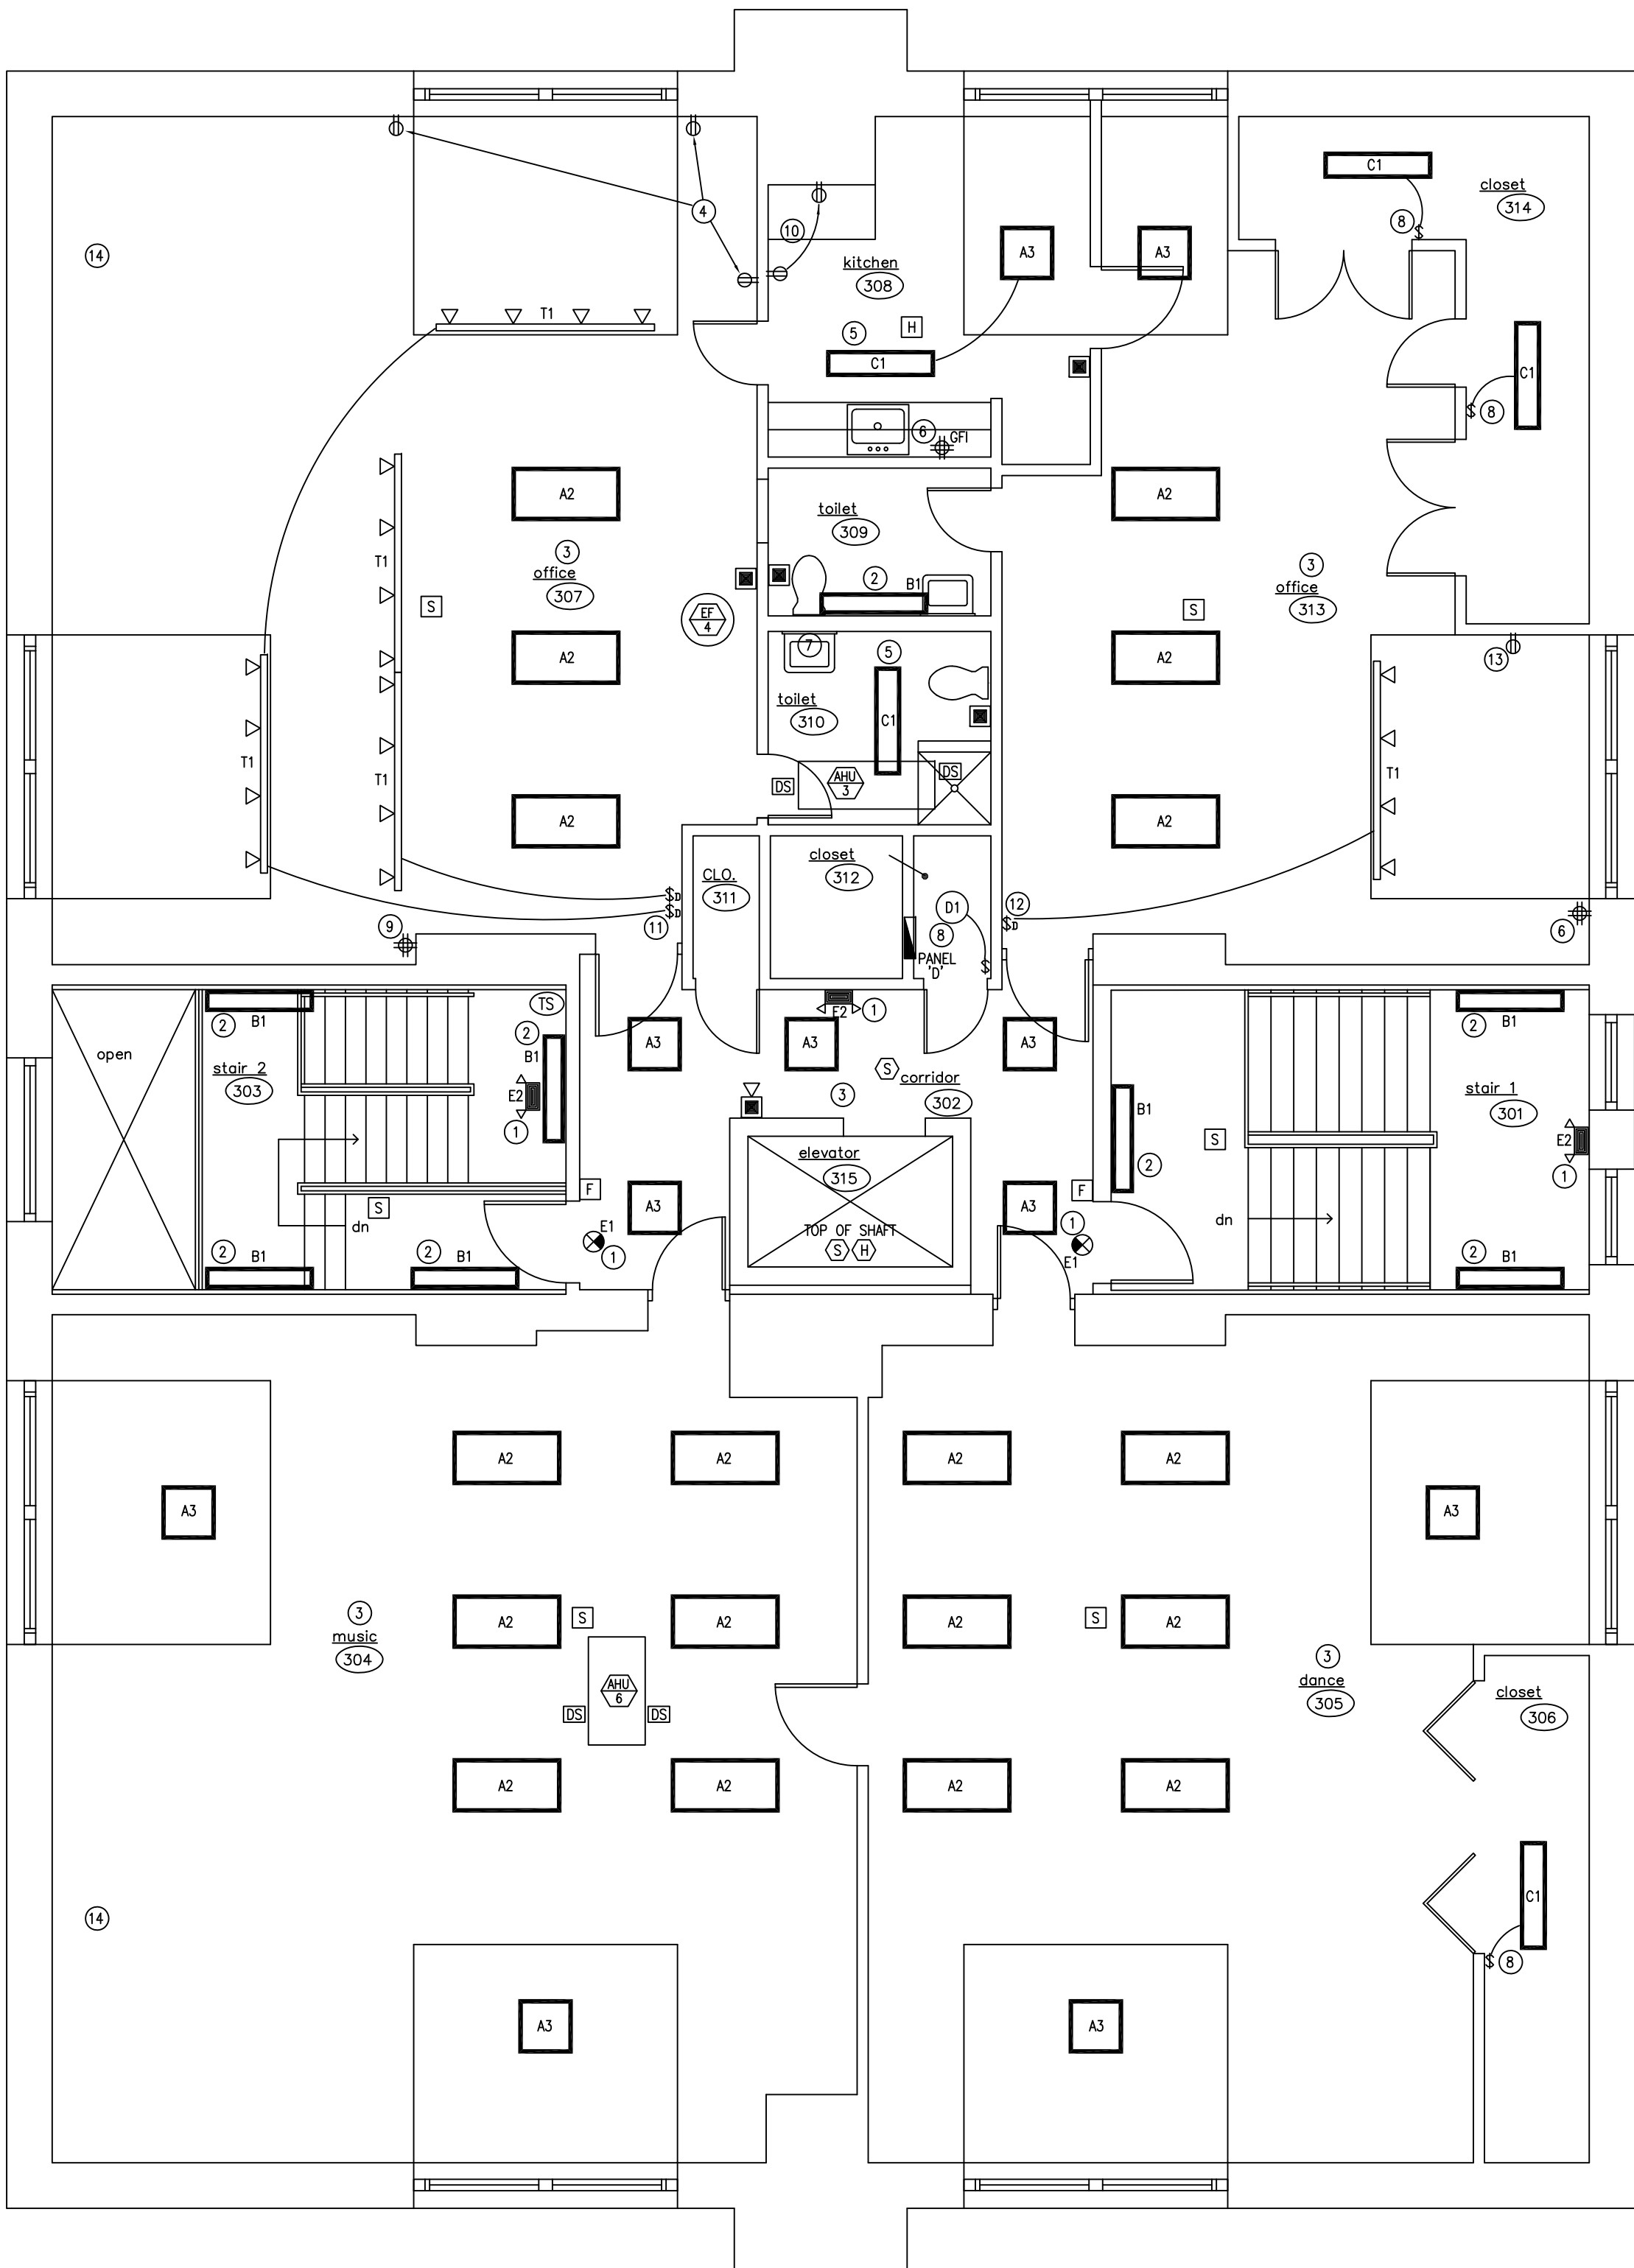 C1
closet
314
8
4
14
10
kitchen
308
A3
A3
T1
H
5
C1
C1
8
6
GFI
A2
T1
3
office
307
S
toilet
309
2
B1
A2
3
office
313
S
EF
4
A2
7
5
toilet
310
C1
A2
13
T1
T1
DS
AHU
3
DS
T1
A2
A2
CLO.
311
closet
312
D1
8
PANEL
'D'
12
11
9
6
open
2
B1
stair 2
303
TS
2
B1
E2
1
A3
A3
E2
1
A3
S
corridor
302
3
2
B1
stair 1
301
B1
2
S
E2
1
elevator
315
TOP OF SHAFT
S
H
S
dn
F
E1
1
A3
A3
F
1
E1
dn
2
B1
2
B1
2
B1
A2
A2
A2
A2
A3
A3
3
music
304
A2
S
A2
A2
S
A2
3
dance
305
AHU
6
DS
DS
closet
306
A2
A2
A2
A2
14
C1
8
A3
A3